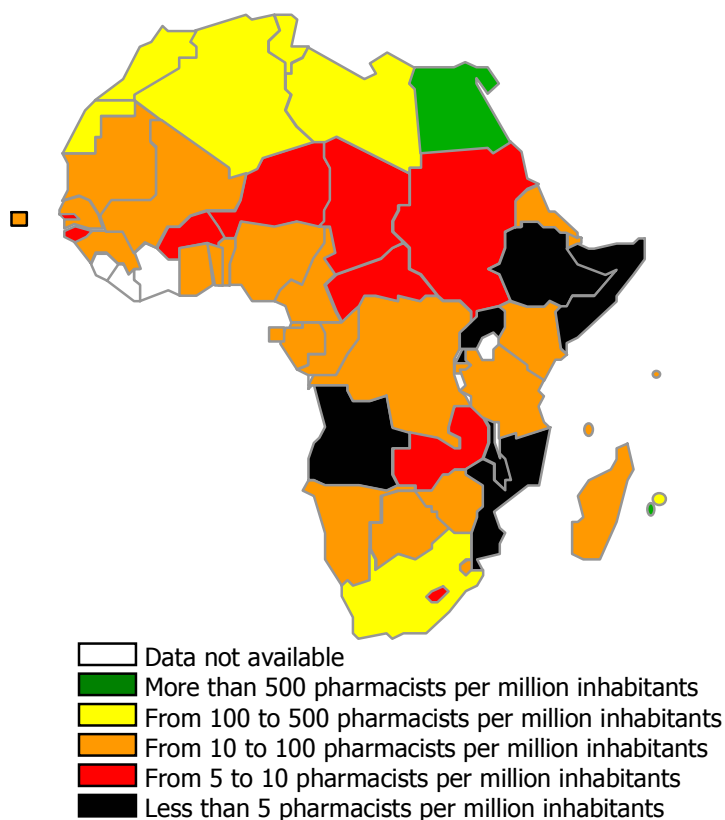 Data not available
More than 500 pharmacists per million inhabitants
From 100 to 500 pharmacists per million inhabitants
From 10 to 100 pharmacists per million inhabitants
From 5 to 10 pharmacists per million inhabitants
Less than 5 pharmacists per million inhabitants